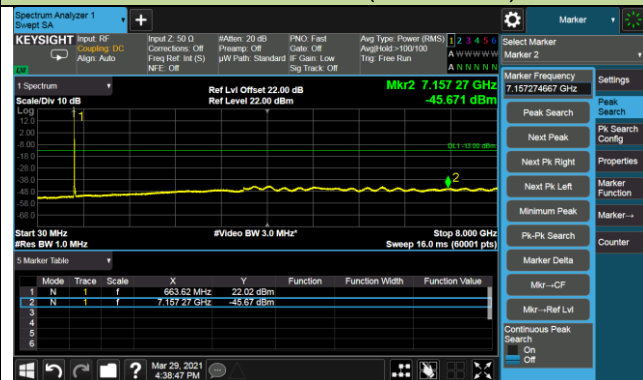 Spectrum Analyzer 1
Swept SA
Marker
KEYSIGHT Input: RF
Coupling: DC
Align: Auto
Input Z: 50 Ω
Corrections: Off
Freq Ref: Int (S)
NFE: Off
#Atten: 20 dB
Preamp: Off
µW Path: Standard
PNO: Fast
Gate: Off
IF Gain: Low
Sig Track: Off
Avg Type: Power (RMS)
Avg|Hold:>100/100
Trig: Free Run
1 2 3 4 5 6
A W W W W W
A N N N N N
Select Marker
Marker 2
1 Spectrum
Scale/Div 10 dB
Log
Ref Lvl Offset 22.00 dB
Ref Level 22.00 dBm
Mkr2 7.157 27 GHz
-45.671 dBm
12.0
2.00
-8.00
-18.0
-28.0
-38.0
-48.0
-58.0
-68.0
1
DL1 -13.00 dBm
2
Start 30 MHz
#Res BW 1.0 MHz
#Video BW 3.0 MHz*
Stop 8.000 GHz
Sweep 16.0 ms (60001 pts)
5 Marker Table
Mode Trace Scale X Y Function Function Width Function Value
1 N 1 f 663.62 MHz 22.02 dBm
2 N 1 f 7.157 27 GHz -45.67 dBm
3
4
5
6
Marker Frequency
7.157274667 GHz
Peak Search
Next Peak
Next Pk Right
Next Pk Left
Minimum Peak
Pk-Pk Search
Marker Delta
Mkr→CF
Mkr→Ref Lvl
Continuous Peak
Search
On
Off
Settings
Peak
Search
Pk Search
Config
Properties
Marker
Function
Marker→
Counter
? Mar 29, 2021
4:38:47 PM